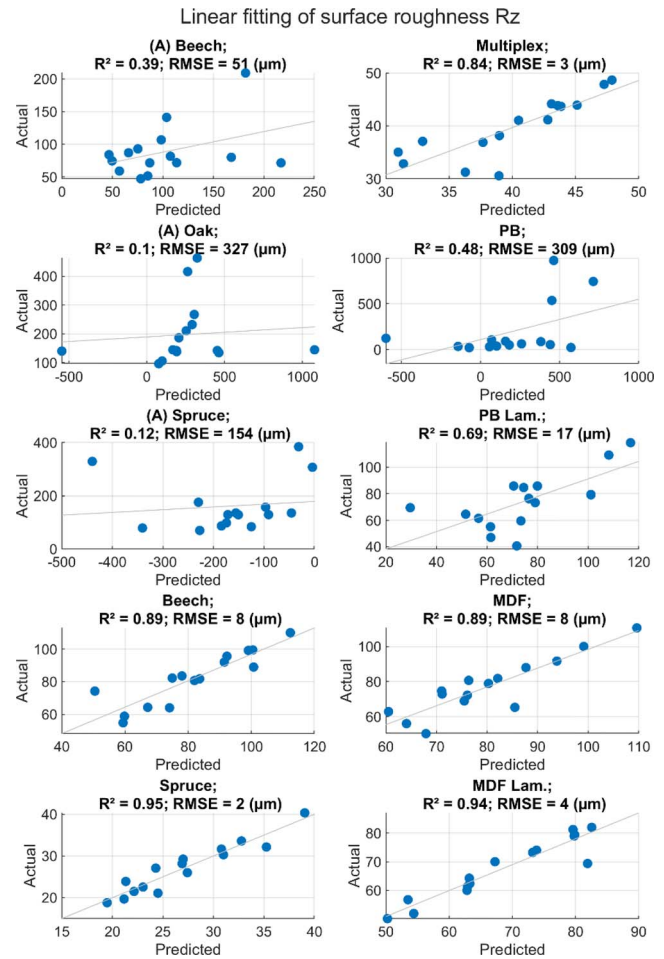 Linear fitting of surface roughness Rz
(A) Beech;
R² = 0.39; RMSE = 51 (µm)
200
150
100
50
Actual
0 50 100 150 200 250
Predicted
Multiplex;
R² = 0.84; RMSE = 3 (µm)
50
40
30
Actual
30 35 40 45 50
Predicted
(A) Oak;
R² = 0.1; RMSE = 327 (µm)
400
300
200
100
Actual
-500 0 500 1000
Predicted
PB;
R² = 0.48; RMSE = 309 (µm)
1000
500
0
Actual
-500 0 500 1000
Predicted
(A) Spruce;
R² = 0.12; RMSE = 154 (µm)
400
200
0
Actual
-500 -400 -300 -200 -100 0
Predicted
PB Lam.;
R² = 0.69; RMSE = 17 (µm)
100
80
60
40
Actual
20 40 60 80 100 120
Predicted
Beech;
R² = 0.89; RMSE = 8 (µm)
100
80
60
Actual
40 60 80 100 120
Predicted
MDF;
R² = 0.89; RMSE = 8 (µm)
100
80
60
Actual
60 70 80 90 100 110
Predicted
Spruce;
R² = 0.95; RMSE = 2 (µm)
40
30
20
Actual
15 20 25 30 35 40
Predicted
MDF Lam.;
R² = 0.94; RMSE = 4 (µm)
80
70
60
50
Actual
50 60 70 80 90
Predicted